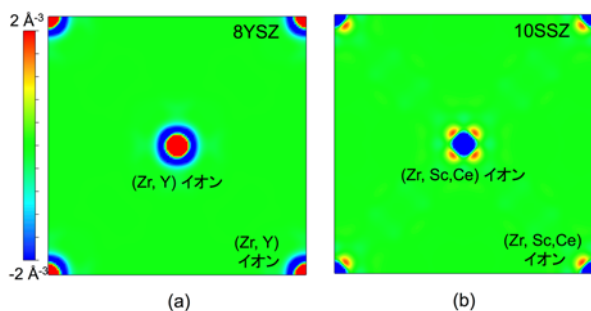 2 Å-3
8YSZ
10SSZ
(Zr, Y) イオン
(Zr, Sc,Ce) イオン
(Zr, Y)
イオン
(Zr, Sc,Ce)
イオン
-2 Å-3
(a)
(b)